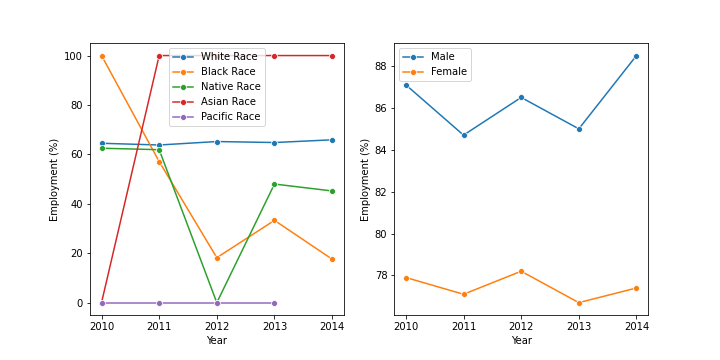 White Race
Black Race
Native Race
Asian Race
Pacific Race
100
80
60
40
20
0
Employment (%)
2010 2011 2012 2013 2014
Year
Male
Female
88
86
84
82
80
78
Employment (%)
2010 2011 2012 2013 2014
Year